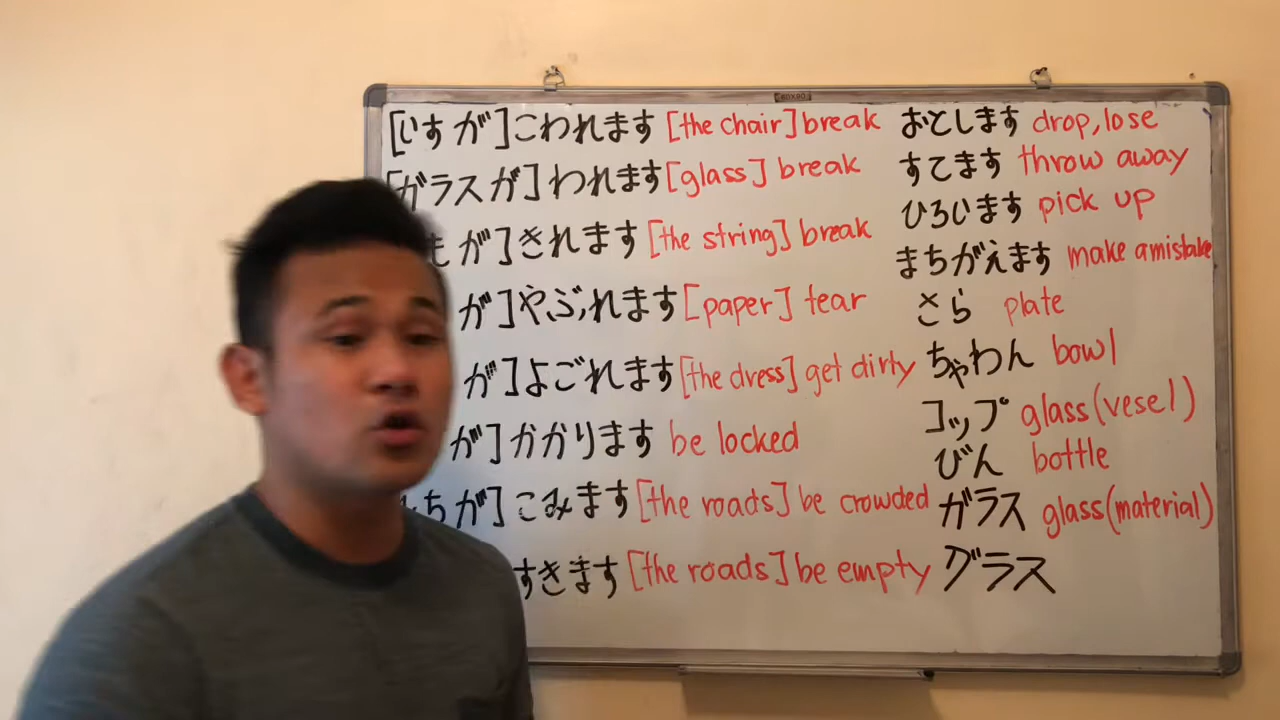 [いすが]こわれます [the chair] break
[ガラスが]われます [glass] break
もが]きれます [the string] break
が]やぶれます [paper] tear
が]よごれます [the dress] get dirty
が]かかります be locked
ちが]こみます [the roads] be crowded
すきます [the roads] be empty
おとします drop, lose
すてます throw away
ひろいます pick up
まちがえます make a mistake
さら plate
ちゃわん bowl
コップ glass(vesel)
びん bottle
ガラス glass(material)
グラス